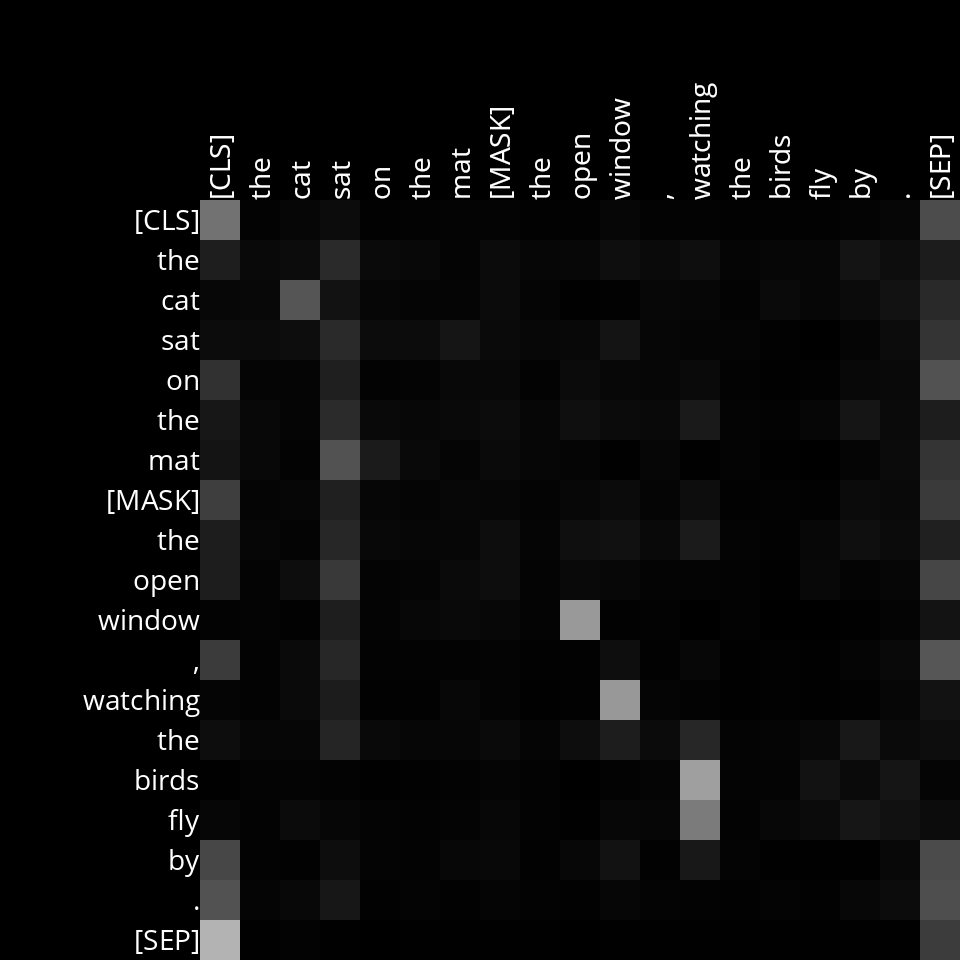 [CLS] the cat sat on the mat [MASK] the open window , watching the birds fly by . [SEP]
[CLS]
the
cat
sat
on
the
mat
[MASK]
the
open
window
,
watching
the
birds
fly
by
.
[SEP]